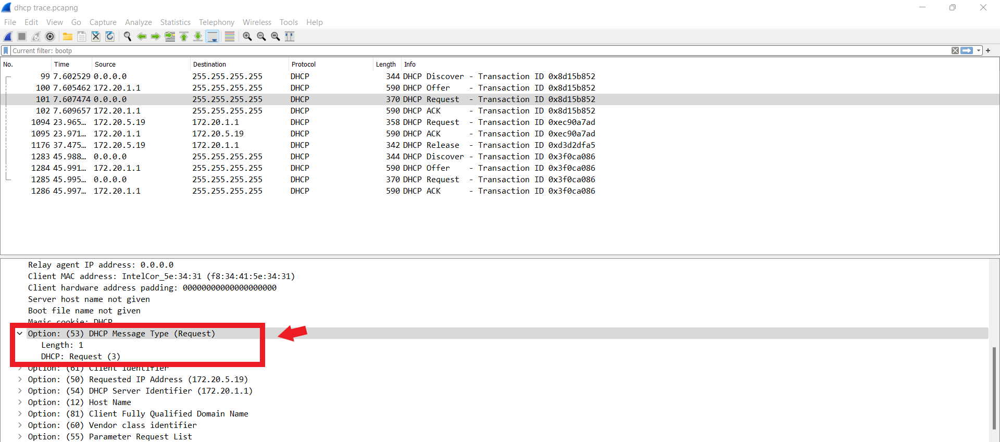 dhcp trace.pcapng
File Edit View Go Capture Analyze Statistics Telephony Wireless Tools Help
Current filter: bootp
No. Time Source Destination Protocol Length Info
99 7.602529 0.0.0.0 255.255.255.255 DHCP 344 DHCP Discover - Transaction ID 0x8d15b852
100 7.605462 172.20.1.1 255.255.255.255 DHCP 590 DHCP Offer - Transaction ID 0x8d15b852
101 7.607474 0.0.0.0 255.255.255.255 DHCP 370 DHCP Request - Transaction ID 0x8d15b852
102 7.609657 172.20.1.1 255.255.255.255 DHCP 590 DHCP ACK - Transaction ID 0x8d15b852
1094 23.965… 172.20.5.19 172.20.1.1 DHCP 358 DHCP Request - Transaction ID 0xec90a7ad
1095 23.971… 172.20.1.1 172.20.5.19 DHCP 590 DHCP ACK - Transaction ID 0xec90a7ad
1176 37.475… 172.20.5.19 172.20.1.1 DHCP 342 DHCP Release - Transaction ID 0xd3d2dfa5
1283 45.988… 0.0.0.0 255.255.255.255 DHCP 344 DHCP Discover - Transaction ID 0x3f0ca086
1284 45.991… 172.20.1.1 255.255.255.255 DHCP 590 DHCP Offer - Transaction ID 0x3f0ca086
1285 45.995… 0.0.0.0 255.255.255.255 DHCP 370 DHCP Request - Transaction ID 0x3f0ca086
1286 45.997… 172.20.1.1 255.255.255.255 DHCP 590 DHCP ACK - Transaction ID 0x3f0ca086
Relay agent IP address: 0.0.0.0
Client MAC address: IntelCor_5e:34:31 (f8:34:41:5e:34:31)
Client hardware address padding: 00000000000000000000
Server host name not given
Boot file name not given
Magic cookie: DHCP
Option: (53) DHCP Message Type (Request)
Length: 1
DHCP: Request (3)
Option: (61) Client identifier
Option: (50) Requested IP Address (172.20.5.19)
Option: (54) DHCP Server Identifier (172.20.1.1)
Option: (12) Host Name
Option: (81) Client Fully Qualified Domain Name
Option: (60) Vendor class identifier
Option: (55) Parameter Request List